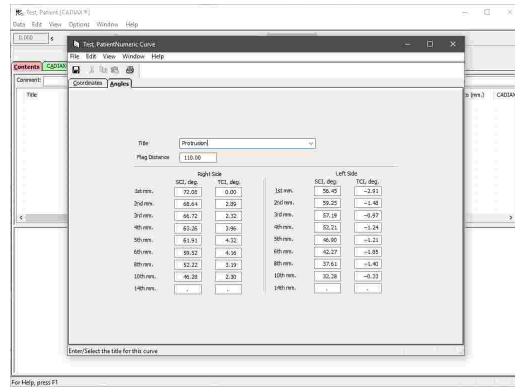 Test, Patient [CADIAX ®]
Data Edit View Options Window Help
0.000 s
Test, PatientNumeric Curve
File Edit View Window Help
Contents CADIAX
Coordinates Angles
Comment:
Title
(mm.) CADIAX
Title Protrusion
Flag Distance 110.00
Right Side Left Side
SCI, deg. TCI, deg. SCI, deg. TCI, deg.
1st mm. 72.08 0.00 1st mm. 56.45 -2.91
2nd mm. 68.64 2.89 2nd mm. 59.25 -1.48
3rd mm. 66.72 2.32 3rd mm. 57.19 -0.97
4th mm. 63.26 3.96 4th mm. 52.21 -1.24
5th mm. 61.91 4.32 5th mm. 46.90 -1.21
6th mm. 59.52 4.16 6th mm. 42.27 -1.85
8th mm. 52.22 3.19 8th mm. 37.61 -1.40
10th mm. 46.28 2.30 10th mm. 32.28 -0.33
14th mm. . . 14th mm. . .
Enter/Select the title for this curve
For Help, press F1